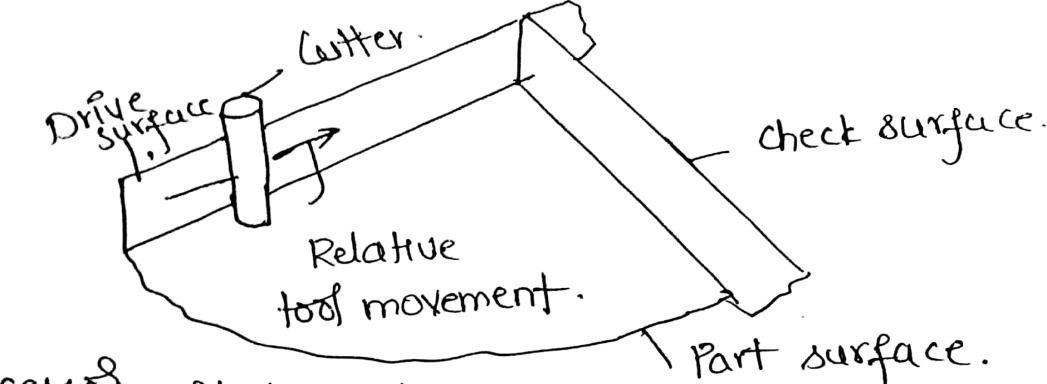 Cutter.
Drive
surface
check surface.
Relative
tool movement.
Part surface.